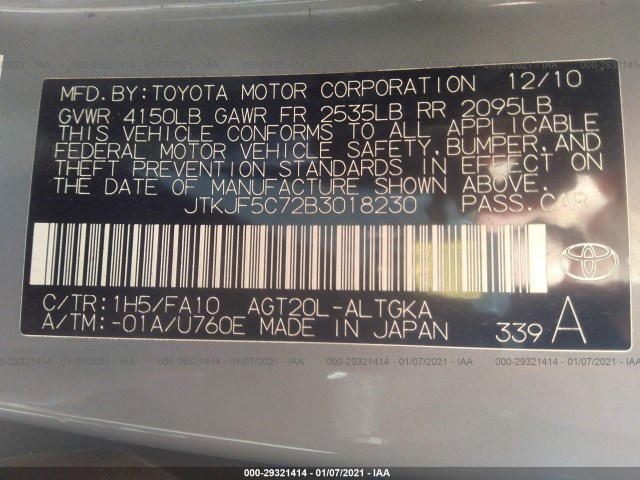 MFD. BY: TOYOTA MOTOR CORPORATION 12/10
GVWR 4150LB GAWR FR 2535LB RR 2095LB
THIS VEHICLE CONFORMS TO ALL APPLICABLE
FEDERAL MOTOR VEHICLE SAFETY, BUMPER, AND
THEFT PREVENTION STANDARDS IN EFFECT ON
THE DATE OF MANUFACTURE SHOWN ABOVE.
JTKJF5C72B3018230 PASS. CAR
C/TR: 1H5/FA10 AGT20L-ALTGKA
A/TM: -01A/U760E MADE IN JAPAN 339 A
000-29321414 - 01/07/2021 - IAA